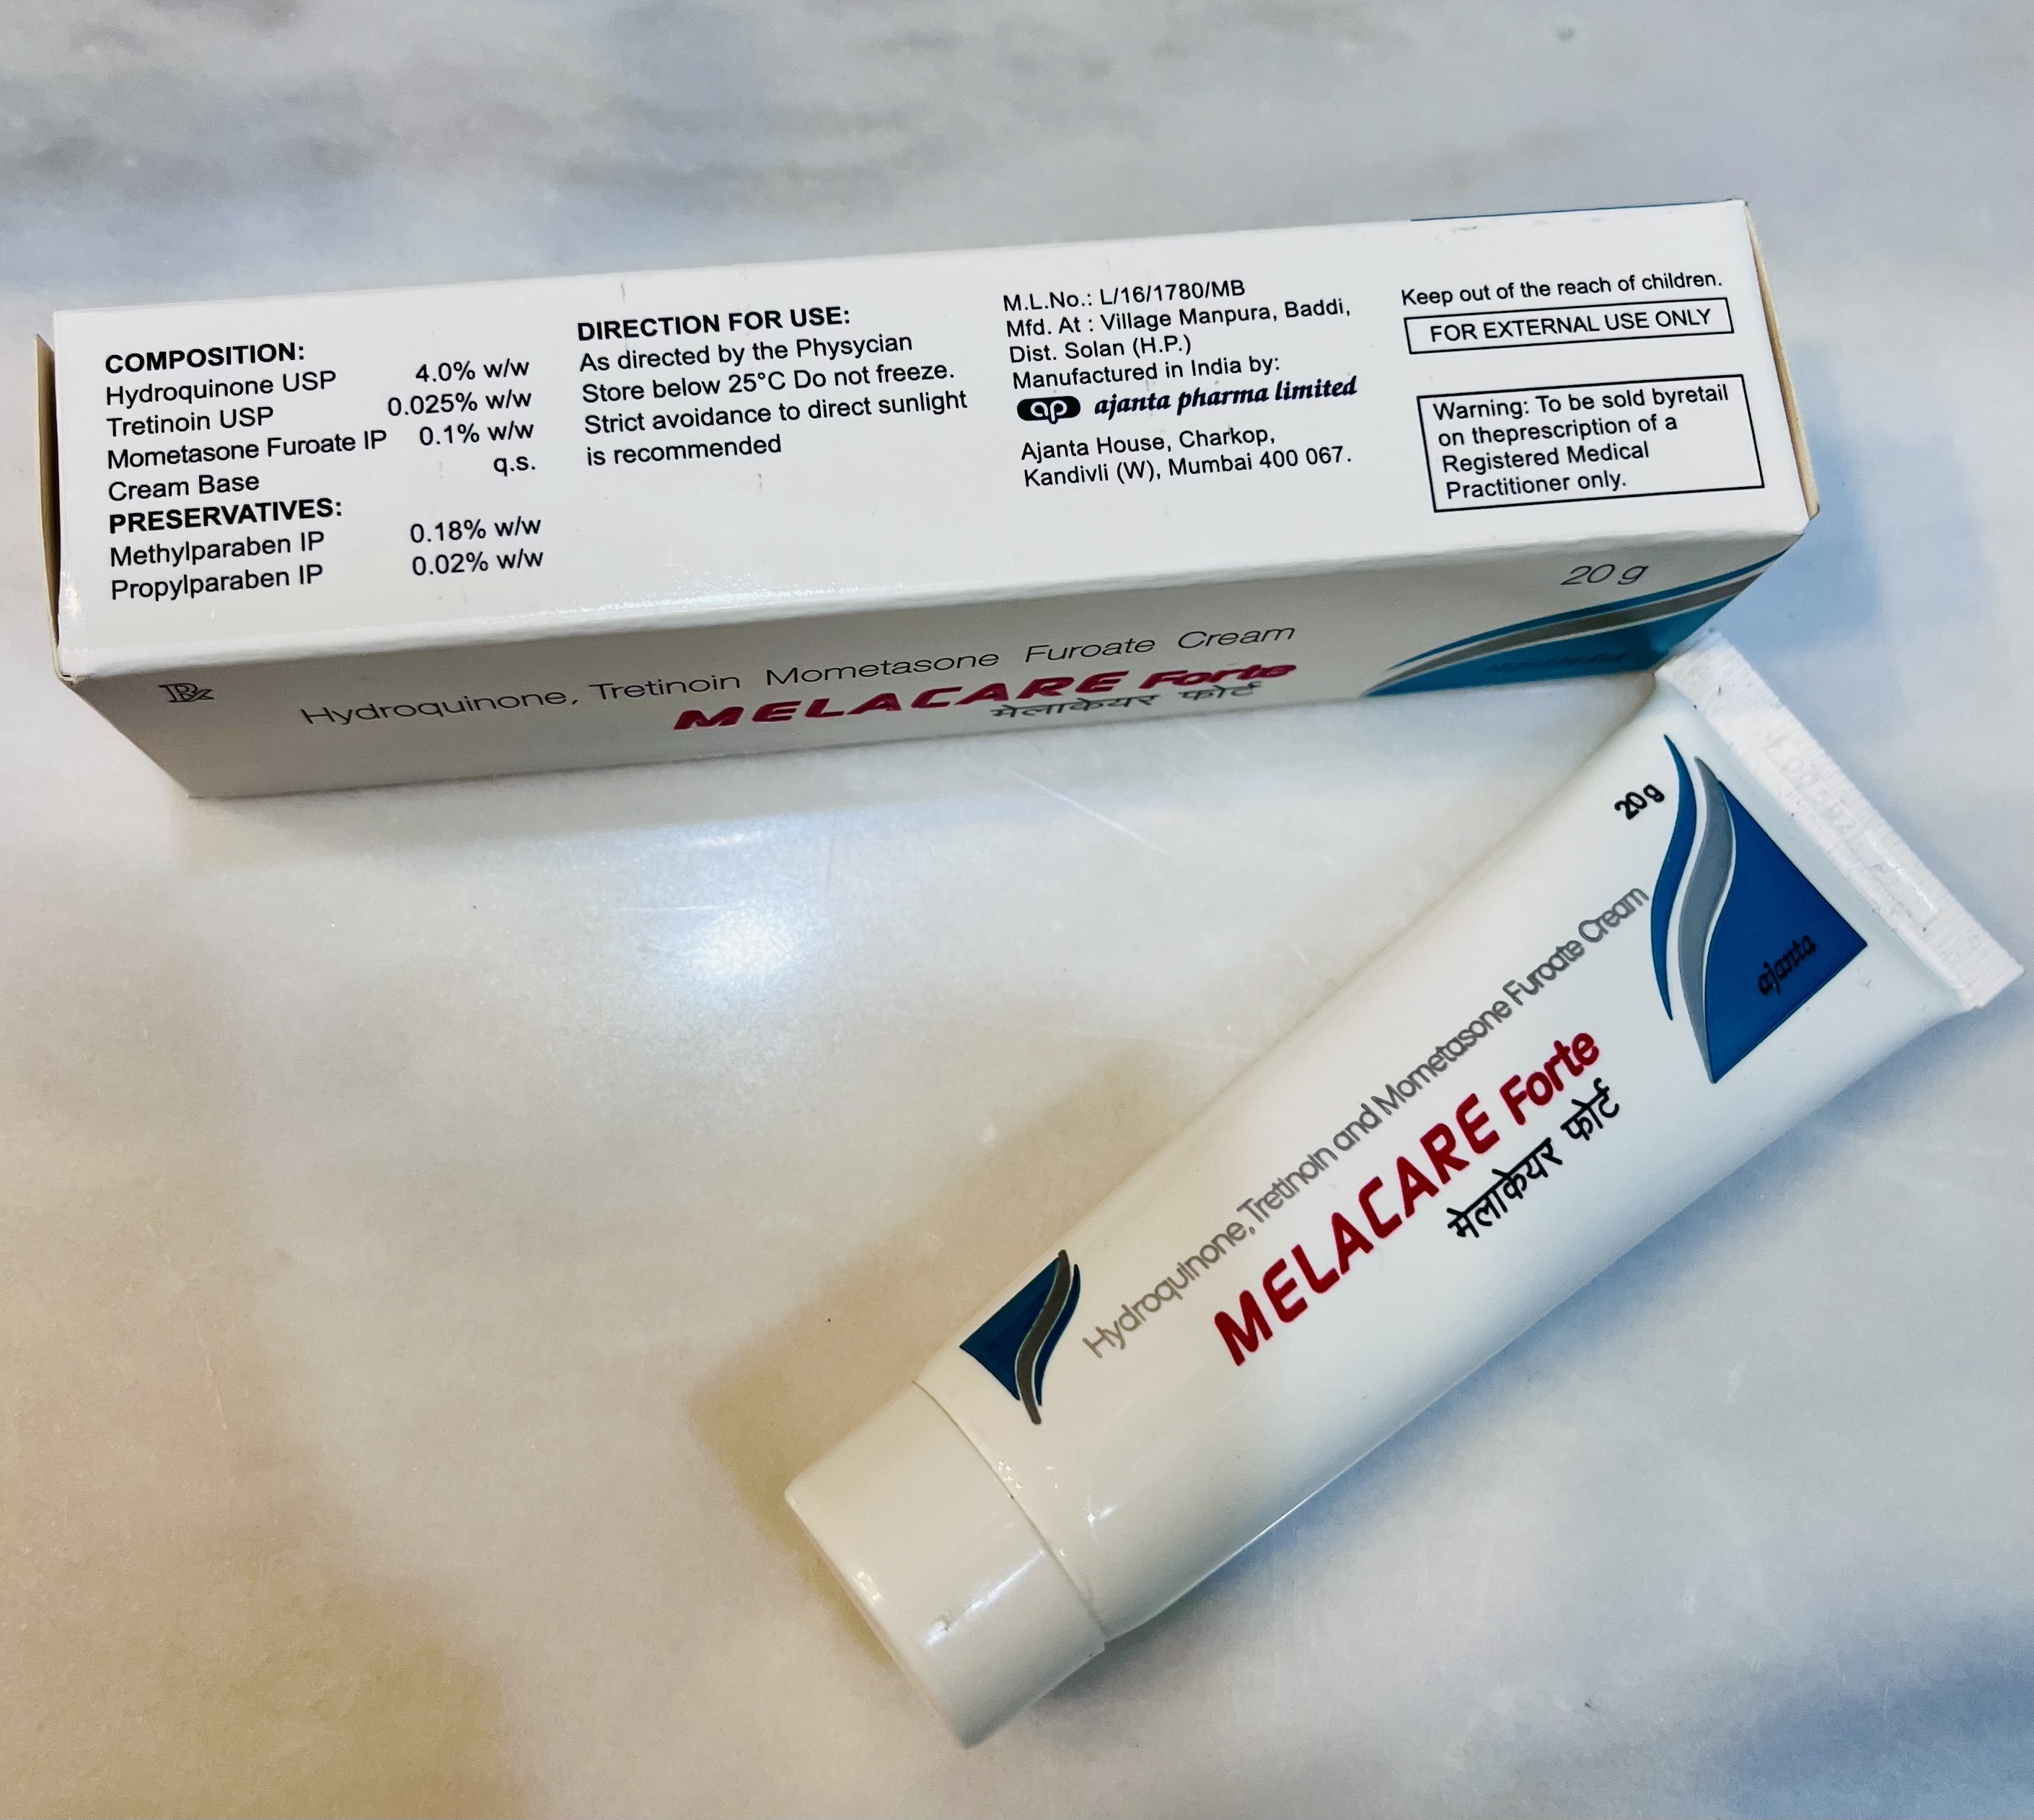 COMPOSITION:
Hydroquinone USP 4.0% w/w
Tretinoin USP 0.025% w/w
Mometasone Furoate IP 0.1% w/w
Cream Base q.s.
PRESERVATIVES:
Methylparaben IP 0.18% w/w
Propylparaben IP 0.02% w/w
DIRECTION FOR USE:
As directed by the Physycian
Store below 25°C Do not freeze.
Strict avoidance to direct sunlight
is recommended
M.L.No.: L/16/1780/MB
Mfd. At : Village Manpura, Baddi,
Dist. Solan (H.P.)
Manufactured in India by:
ap ajanta pharma limited
Ajanta House, Charkop,
Kandivli (W), Mumbai 400 067.
Keep out of the reach of children.
FOR EXTERNAL USE ONLY
Warning: To be sold byretail
on theprescription of a
Registered Medical
Practitioner only.
20 g
Rx
Hydroquinone, Tretinoin Mometasone Furoate Cream
MELACARE Forte
मेलाकेयर फोर्ट
ajanta
20 g
Hydroquinone, Tretinoin and Mometasone Furoate Cream
MELACARE Forte
मेलाकेयर फोर्ट
ajanta